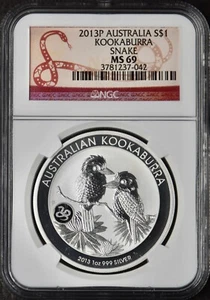 2013P AUSTRALIA S$1
KOOKABURRA
SNAKE
MS 69
3781237-042
NGC
AUSTRALIAN KOOKABURRA
2013 1oz 999 SILVER